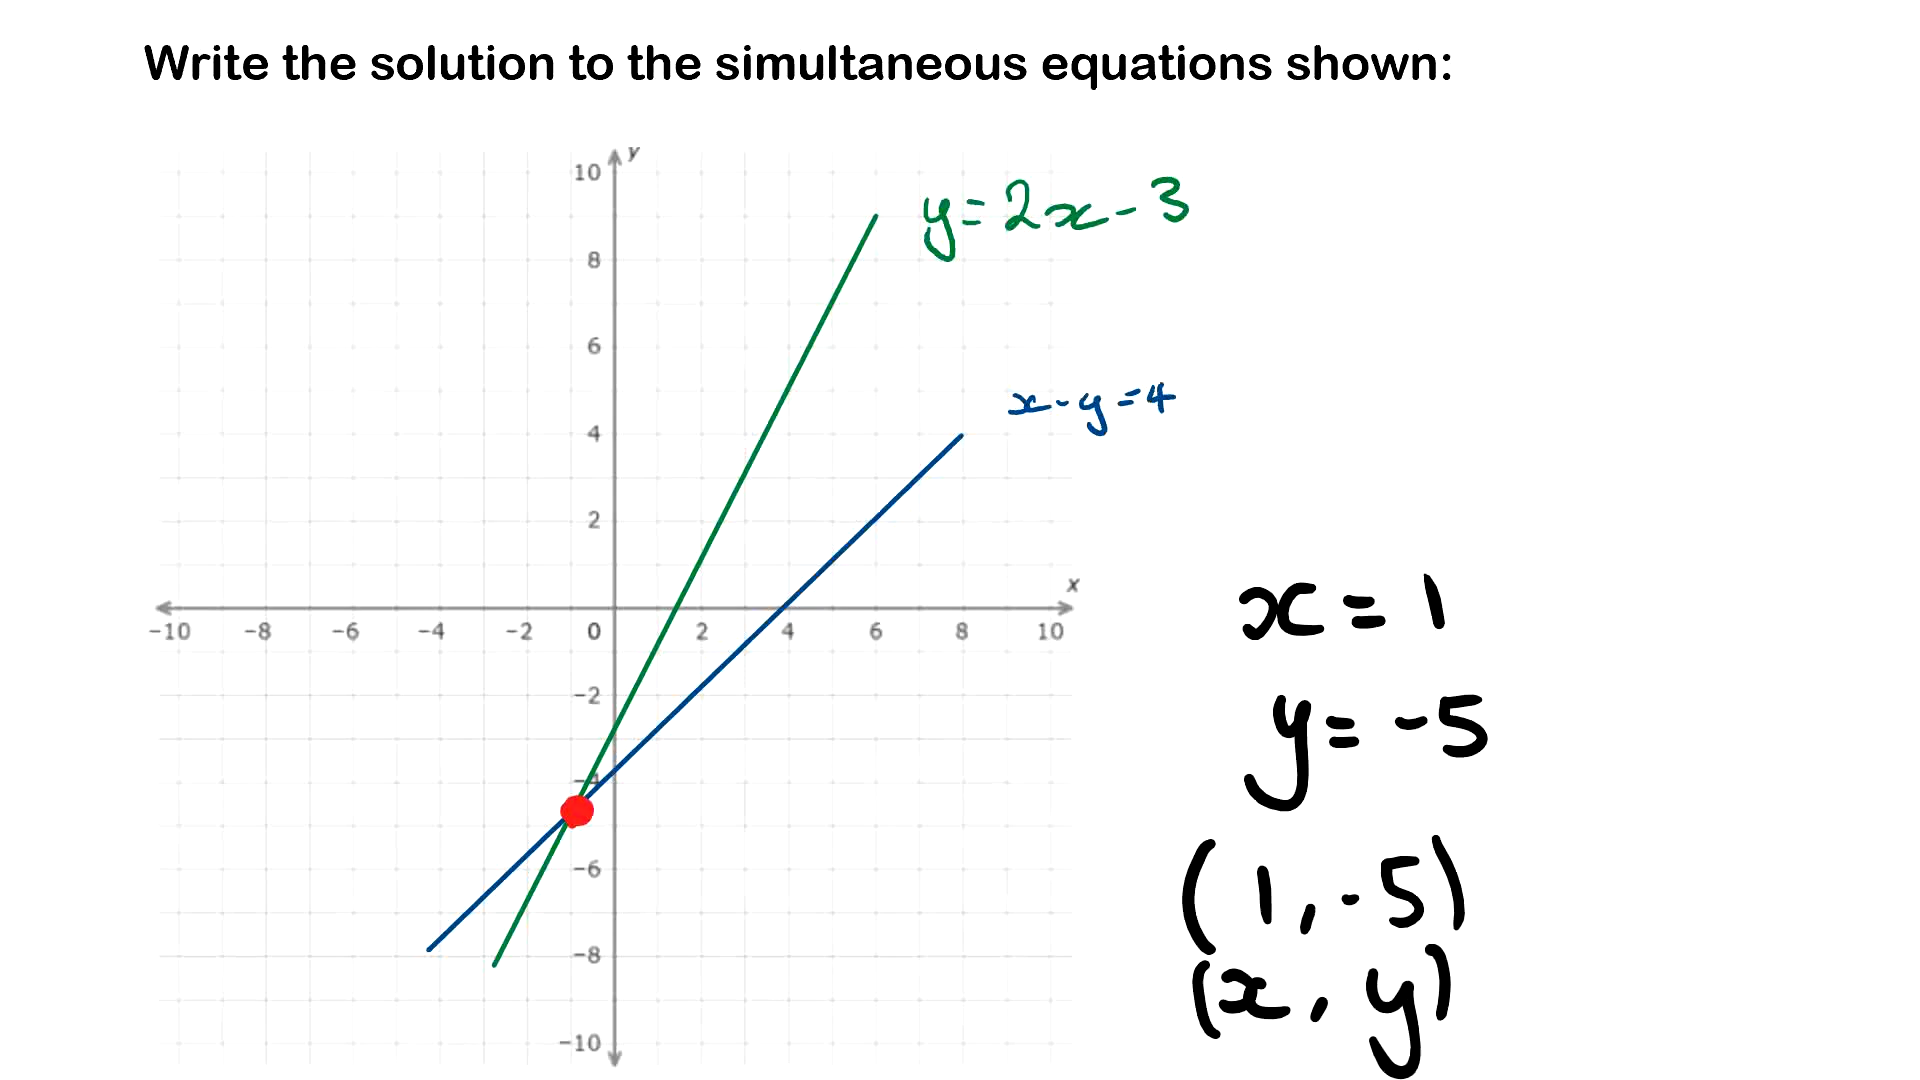 Write the solution to the simultaneous equations shown:
y
10
y = 2x - 3
8
6
x - y = 4
4
2
x
-10 -8 -6 -4 -2 0 2 4 6 8 10
x = 1
-2
y = -5
-4
-6
(1, -5)
-8
(x, y)
-10